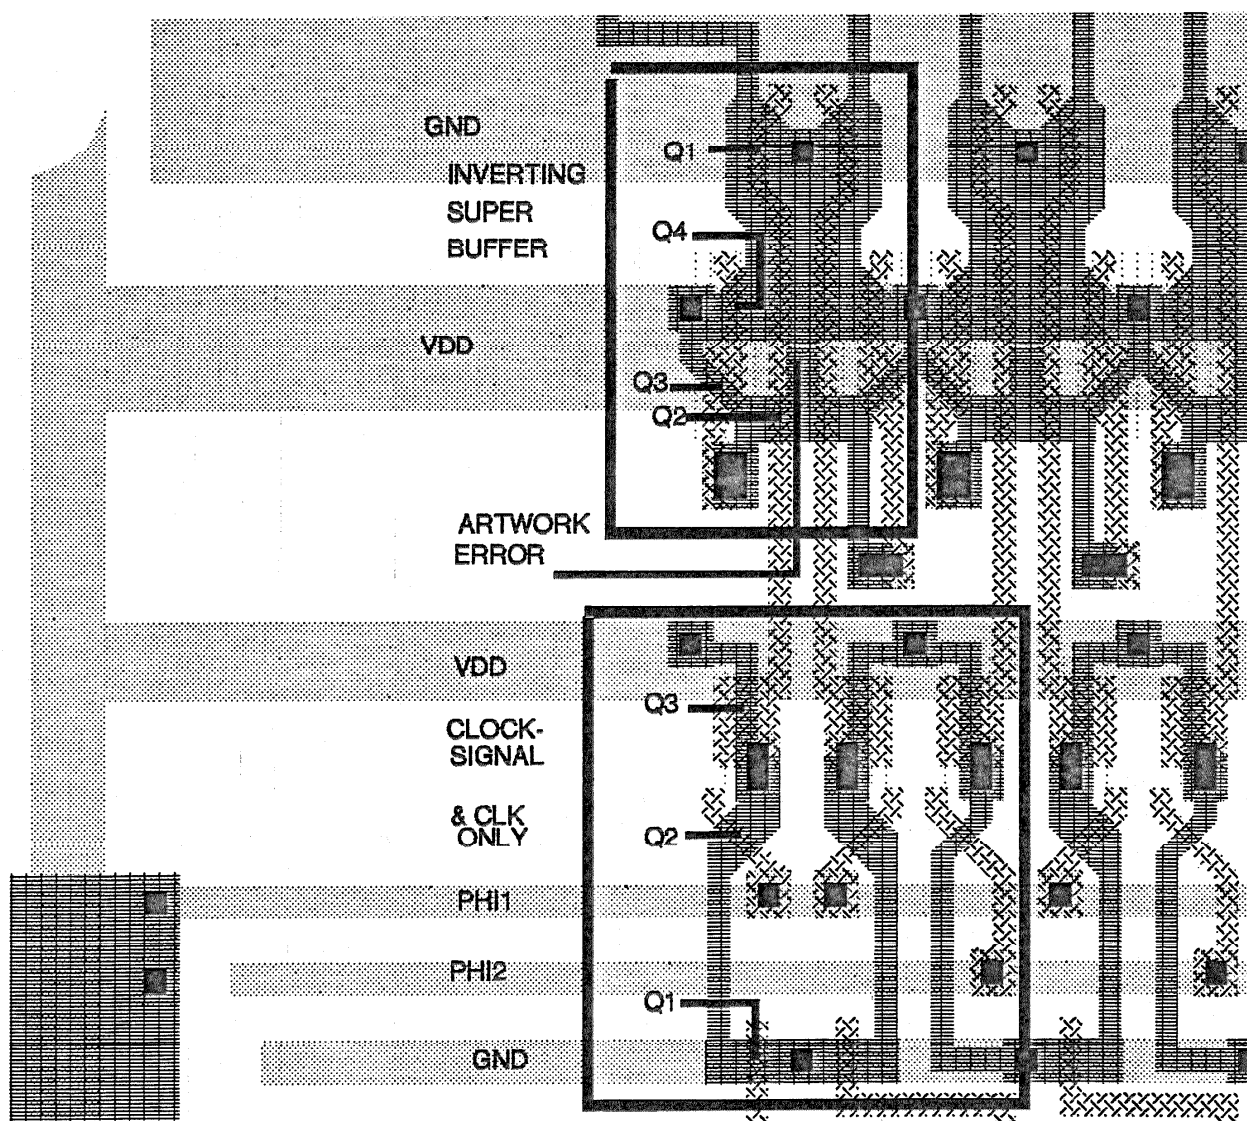 GND
Q1
INVERTING
SUPER
BUFFER
Q4
VDD
Q3
Q2
ARTWORK
ERROR
VDD
Q3
CLOCK-
SIGNAL
& CLK
ONLY
Q2
PHI1
PHI2
Q1
GND